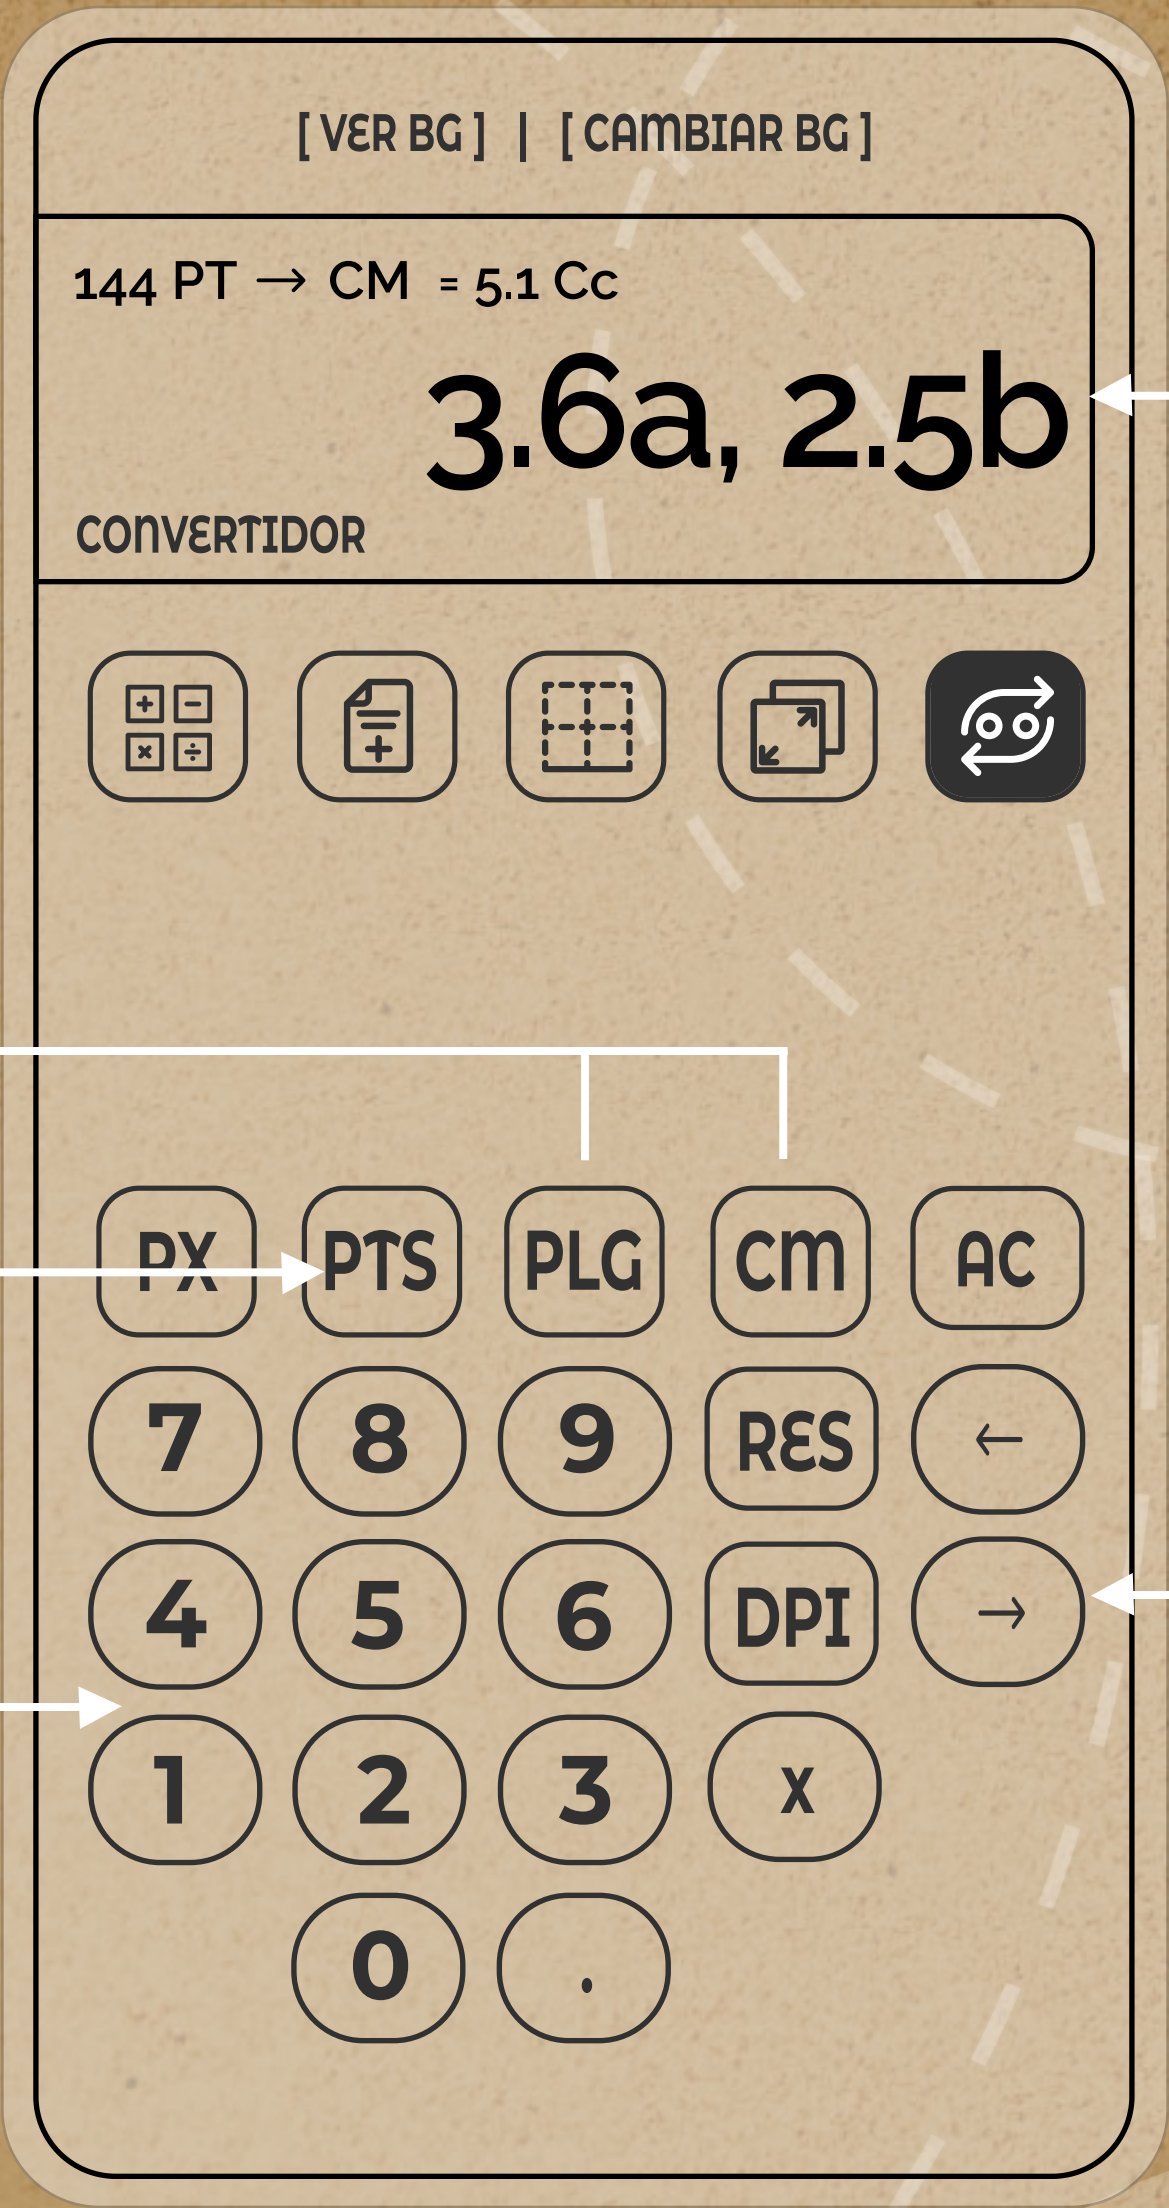 [ VER BG ] | [ CAMBIAR BG ]
144 PT → CM = 5.1 Cc
3.6a, 2.5b
CONVERTIDOR
PX PTS PLG CM AC
7 8 9 RES ←
4 5 6 DPI →
1 2 3 x
0 .